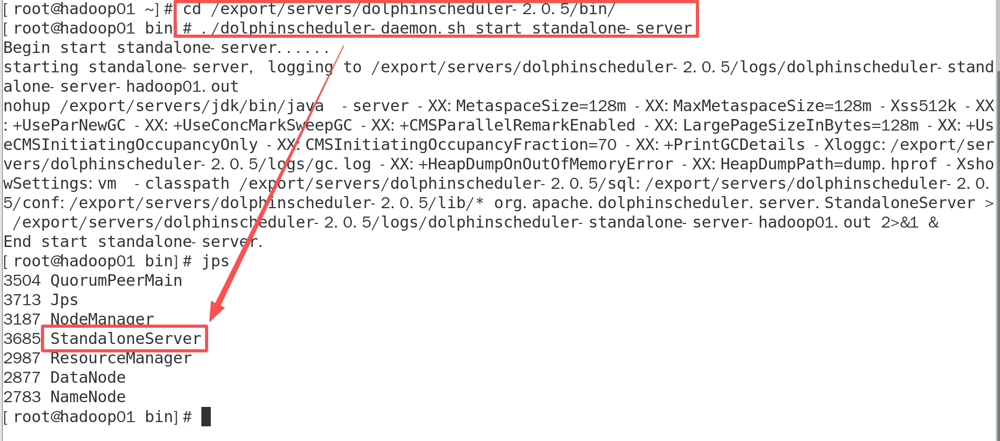 [root@hadoop01 ~]# cd /export/servers/dolphinscheduler-2.0.5/bin/
[root@hadoop01 bin]# ./dolphinscheduler-daemon.sh start standalone-server
Begin start standalone-server......
starting standalone-server, logging to /export/servers/dolphinscheduler-2.0.5/logs/dolphinscheduler-stand
alone-server-hadoop01.out
nohup /export/servers/jdk/bin/java  -server -XX:MetaspaceSize=128m -XX:MaxMetaspaceSize=128m -Xss512k -XX
:+UseParNewGC -XX:+UseConcMarkSweepGC -XX:+CMSParallelRemarkEnabled -XX:LargePageSizeInBytes=128m -XX:+Us
eCMSInitiatingOccupancyOnly -XX:CMSInitiatingOccupancyFraction=70 -XX:+PrintGCDetails -Xloggc:/export/ser
vers/dolphinscheduler-2.0.5/logs/gc.log -XX:+HeapDumpOnOutOfMemoryError -XX:HeapDumpPath=dump.hprof -Xsho
wSettings:vm  -classpath /export/servers/dolphinscheduler-2.0.5/sql:/export/servers/dolphinscheduler-2.0.
5/conf:/export/servers/dolphinscheduler-2.0.5/lib/* org.apache.dolphinscheduler.server.StandaloneServer >
 /export/servers/dolphinscheduler-2.0.5/logs/dolphinscheduler-standalone-server-hadoop01.out 2>&1 &
End start standalone-server.
[root@hadoop01 bin]# jps
3504 QuorumPeerMain
3713 Jps
3187 NodeManager
3685 StandaloneServer
2987 ResourceManager
2877 DataNode
2783 NameNode
[root@hadoop01 bin]#